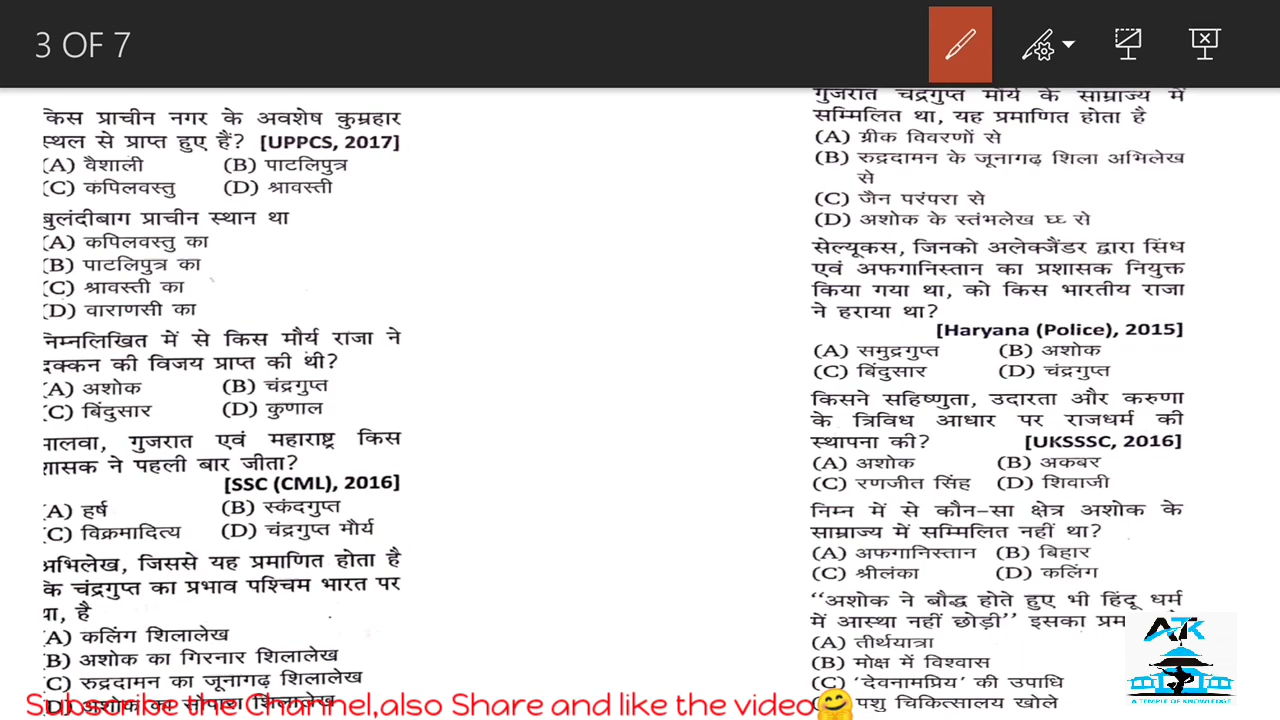 3 OF 7
किस प्राचीन नगर के अवशेष कुम्रहार
स्थल से प्राप्त हुए हैं? [UPPCS, 2017]
(A) वैशाली (B) पाटलिपुत्र
(C) कपिलवस्तु (D) श्रावस्ती
बुलंदीबाग प्राचीन स्थान था
(A) कपिलवस्तु का
(B) पाटलिपुत्र का
(C) श्रावस्ती का
(D) वाराणसी का
निम्नलिखित में से किस मौर्य राजा ने
दक्कन की विजय प्राप्त की थी?
(A) अशोक (B) चंद्रगुप्त
(C) बिंदुसार (D) कुणाल
मालवा, गुजरात एवं महाराष्ट्र किस
शासक ने पहली बार जीता?
[SSC (CML), 2016]
(A) हर्ष (B) स्कंदगुप्त
(C) विक्रमादित्य (D) चंद्रगुप्त मौर्य
अभिलेख, जिससे यह प्रमाणित होता है
कि चंद्रगुप्त का प्रभाव पश्चिम भारत पर
था, है
(A) कलिंग शिलालेख
(B) अशोक का गिरनार शिलालेख
(C) रुद्रदामन का जूनागढ़ शिलालेख
(D) अशोक का सोपारा शिलालेख
गुजरात चंद्रगुप्त मौर्य के साम्राज्य में
सम्मिलित था, यह प्रमाणित होता है
(A) ग्रीक विवरणों से
(B) रुद्रदामन के जूनागढ़ शिला अभिलेख
से
(C) जैन परंपरा से
(D) अशोक के स्तंभलेख से
सेल्यूकस, जिनको अलेक्जैंडर द्वारा सिंध
एवं अफगानिस्तान का प्रशासक नियुक्त
किया गया था, को किस भारतीय राजा
ने हराया था?
[Haryana (Police), 2015]
(A) समुद्रगुप्त (B) अशोक
(C) बिंदुसार (D) चंद्रगुप्त
किसने सहिष्णुता, उदारता और करुणा
के त्रिविध आधार पर राजधर्म की
स्थापना की? [UKSSSC, 2016]
(A) अशोक (B) अकबर
(C) रणजीत सिंह (D) शिवाजी
निम्न में से कौन-सा क्षेत्र अशोक के
साम्राज्य में सम्मिलित नहीं था?
(A) अफगानिस्तान (B) बिहार
(C) श्रीलंका (D) कलिंग
“अशोक ने बौद्ध होते हुए भी हिंदू धर्म
में आस्था नहीं छोड़ी” इसका
(A) तीर्थयात्रा
(B) मोक्ष में विश्वास
(C) ‘देवनामप्रिय’ की उपाधि
पशु चिकित्सालय खोले
Subscribe the Channel,also Share and like the video🤗
ATK
A TEMPLE OF KNOWLEDGE